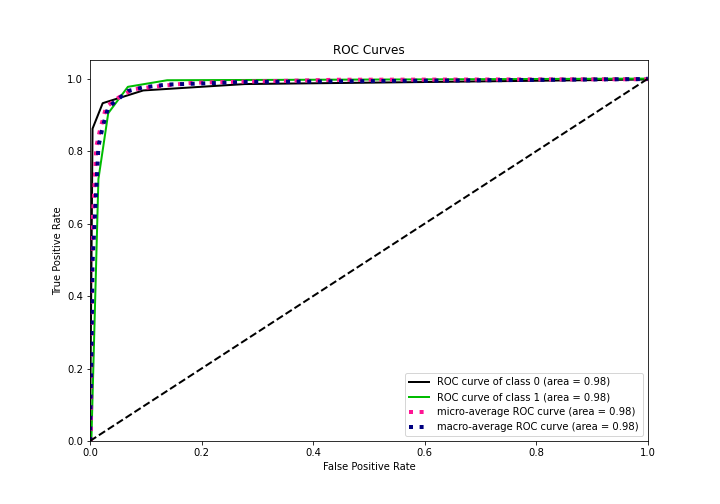 ROC Curves
1.0
0.8
0.6
0.4
0.2
0.0
True Positive Rate
ROC curve of class 0 (area = 0.98)
ROC curve of class 1 (area = 0.98)
micro-average ROC curve (area = 0.98)
macro-average ROC curve (area = 0.98)
0.0 0.2 0.4 0.6 0.8 1.0
False Positive Rate